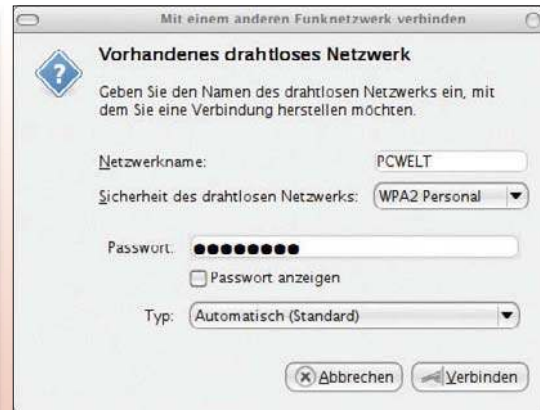 Mit einem anderen Funknetzwerk verbinden
Vorhandenes drahtloses Netzwerk
Geben Sie den Namen des drahtlosen Netzwerks ein, mit
dem Sie eine Verbindung herstellen möchten.
Netzwerkname: PCWELT
Sicherheit des drahtlosen Netzwerks: WPA2 Personal
Passwort: ●●●●●●●●
Passwort anzeigen
Typ: Automatisch (Standard)
Abbrechen Verbinden